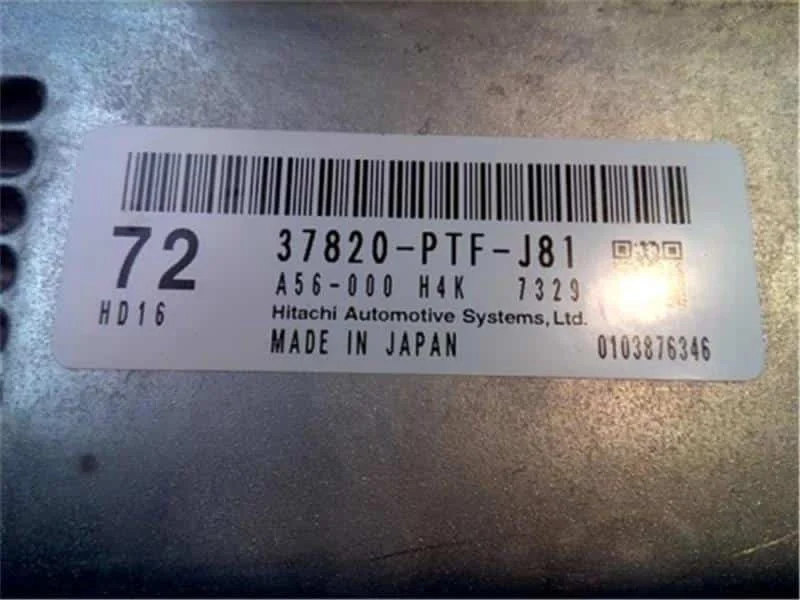 72
37820-PTF-J81
A56-000 H4K 7329
HD16
Hitachi Automotive Systems, Ltd.
MADE IN JAPAN
0103876346